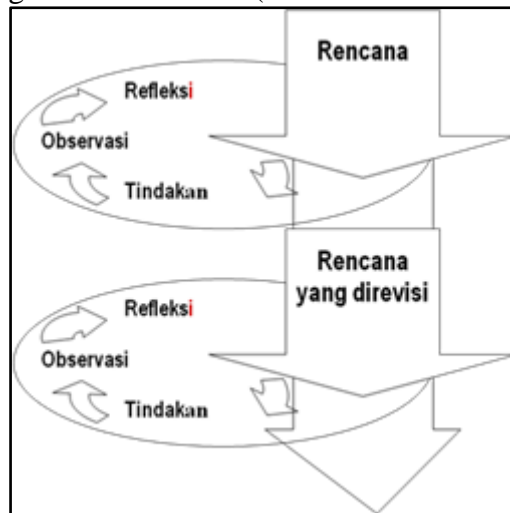 Rencana
Refleksi
Observasi
Tindakan
Rencana
yang direvisi
Refleksi
Observasi
Tindakan